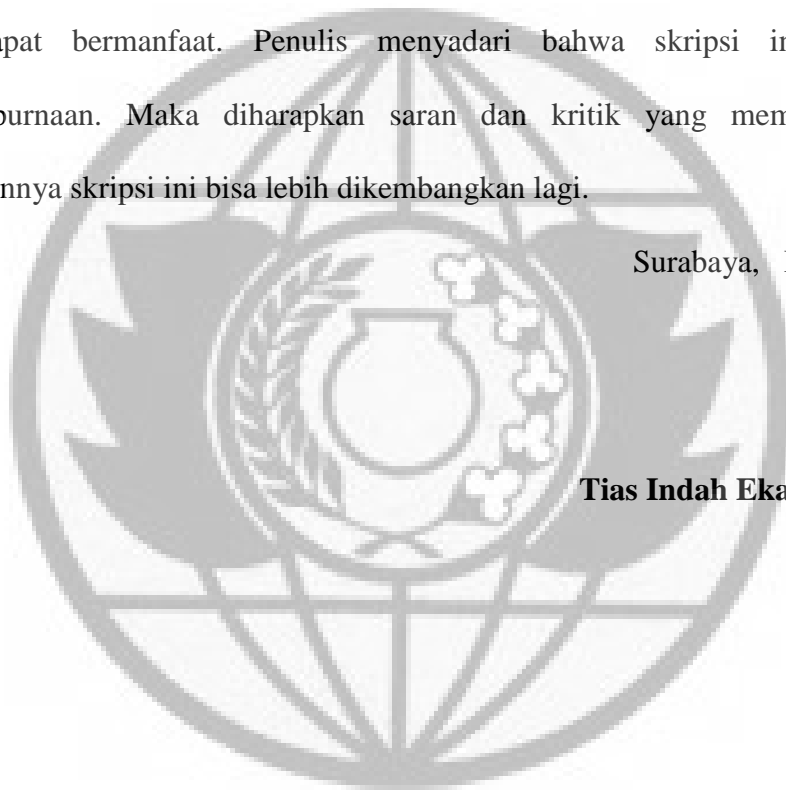 apat bermanfaat. Penulis menyadari bahwa skripsi in
purnaan. Maka diharapkan saran dan kritik yang mem
nnya skripsi ini bisa lebih dikembangkan lagi.
Surabaya,
Tias Indah Eka